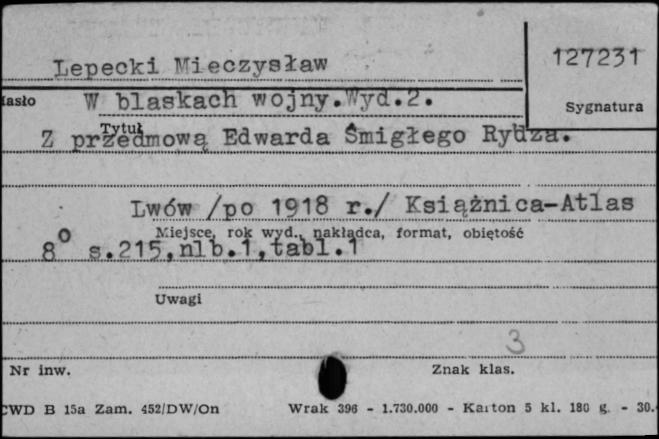 Lepecki Mieczysław
127231
Hasło
W blaskach wojny.Wyd.2.
Sygnatura
Tytuł
Z przedmową Edwarda Śmigłego Rydza.
Lwów /po 1918 r./ Książnica-Atlas
Miejsce, rok wyd., nakładca, format, objętość
8° s.215,nlb.1,tabl.1
Uwagi
3
Nr inw.
Znak klas.
CWD B 15a Zam. 452/DW/On
Wrak 396 - 1.730.000 - Karton 5 kl. 180 g. - 30.